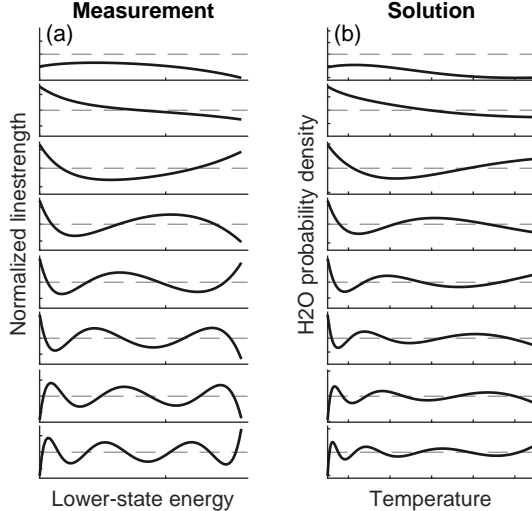 Measurement
Solution
(a)
(b)
Normalized linestrength
H2O probability density
Lower-state energy
Temperature